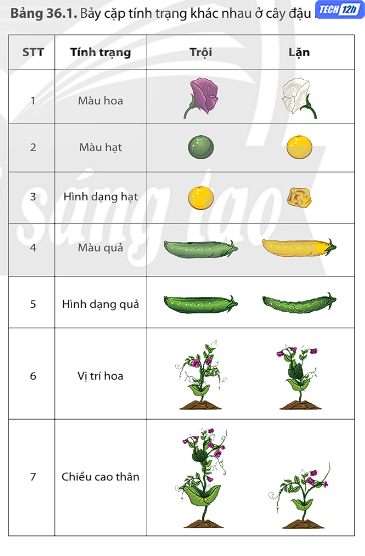 Bảng 36.1. Bảy cặp tính trạng khác nhau ở cây đậu
TECH 12h
STT Tính trạng Trội Lặn
1 Màu hoa
2 Màu hạt
3 Hình dạng hạt
4 Màu quả
5 Hình dạng quả
6 Vị trí hoa
7 Chiều cao thân
sáng tạo